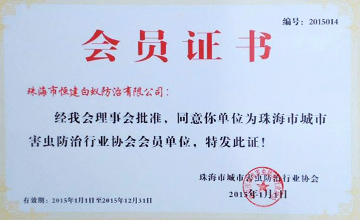 编号：2015014
会员证书
珠海市恒建白蚁防治有限公司：
经我会理事会批准，同意你单位为珠海市城市
害虫防治行业协会会员单位，特发此证！
珠海市城市害虫防治行业协会
2015年1月1日
有效期：2015年1月1日至2015年12月31日